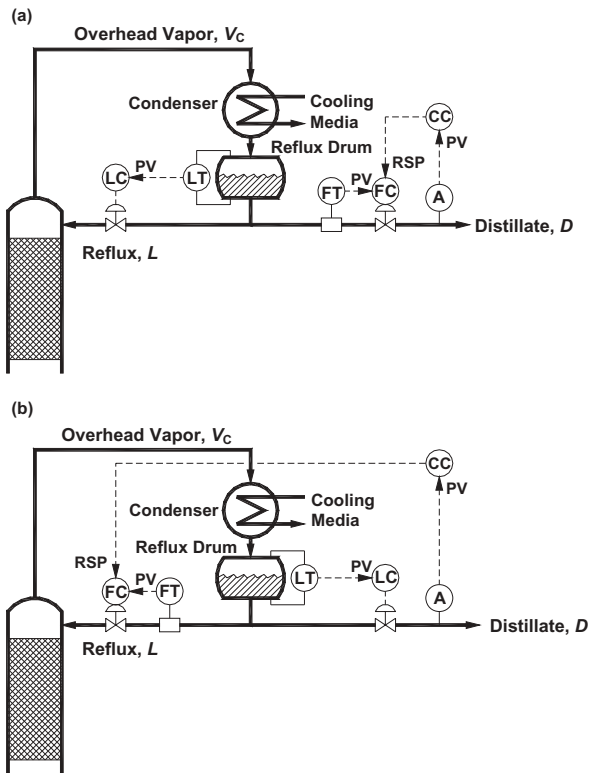 (a)
Overhead Vapor, VC
Condenser
Cooling
Media
CC
Reflux Drum
PV
RSP
LC
PV
LT
FT
PV
FC
A
Distillate, D
Reflux, L
(b)
Overhead Vapor, VC
CC
PV
Condenser
Cooling
Media
Reflux Drum
RSP
PV
FC
FT
LT
PV
LC
A
Distillate, D
Reflux, L